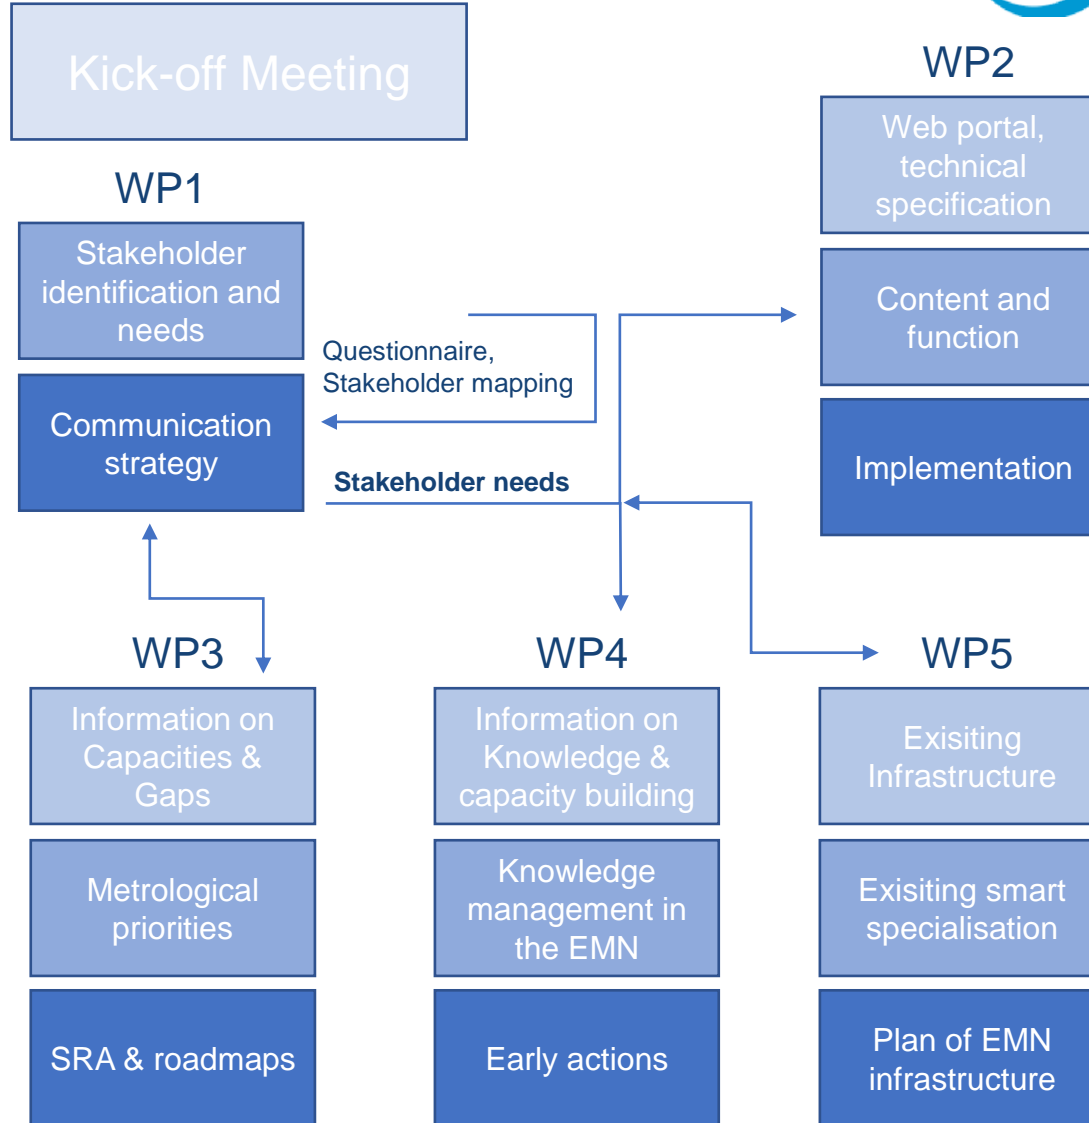 Kick-off Meeting
WP1
Stakeholder
identification and
needs
Communication
strategy
Questionnaire,
Stakeholder mapping
Stakeholder needs
WP2
Web portal,
technical
specification
Content and
function
Implementation
WP3
Information on
Capacities &
Gaps
Metrological
priorities
SRA & roadmaps
WP4
Information on
Knowledge &
capacity building
Knowledge
management in
the EMN
Early actions
WP5
Exisiting
Infrastructure
Exisiting smart
specialisation
Plan of EMN
infrastructure